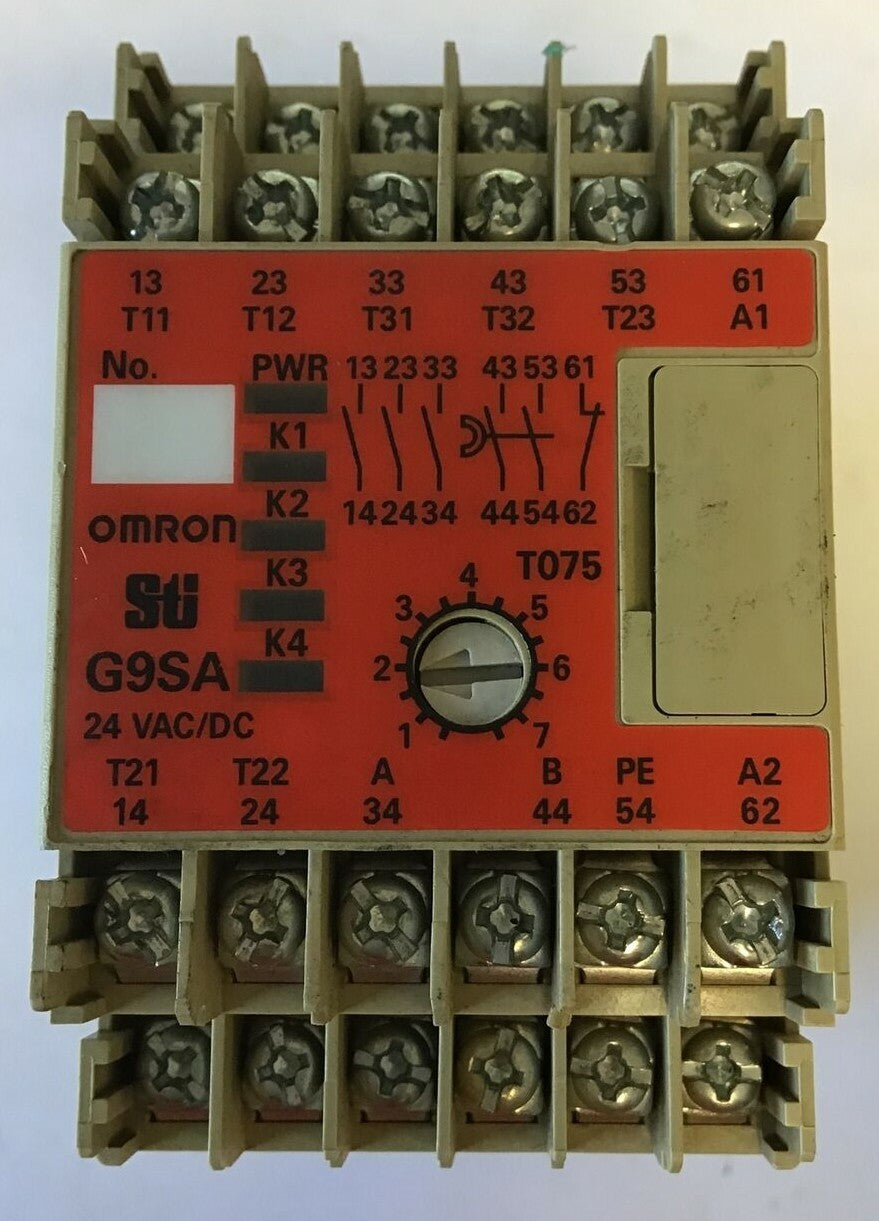 13 23 33 43 53 61
T11 T12 T31 T32 T23 A1
No. PWR 13 23 33 43 53 61
K1
K2 14 24 34 44 54 62
OMRON
K3 T075
Sti
K4
G9SA
1 2 3 4 5 6 7
24 VAC/DC
T21 T22 A B PE A2
14 24 34 44 54 62